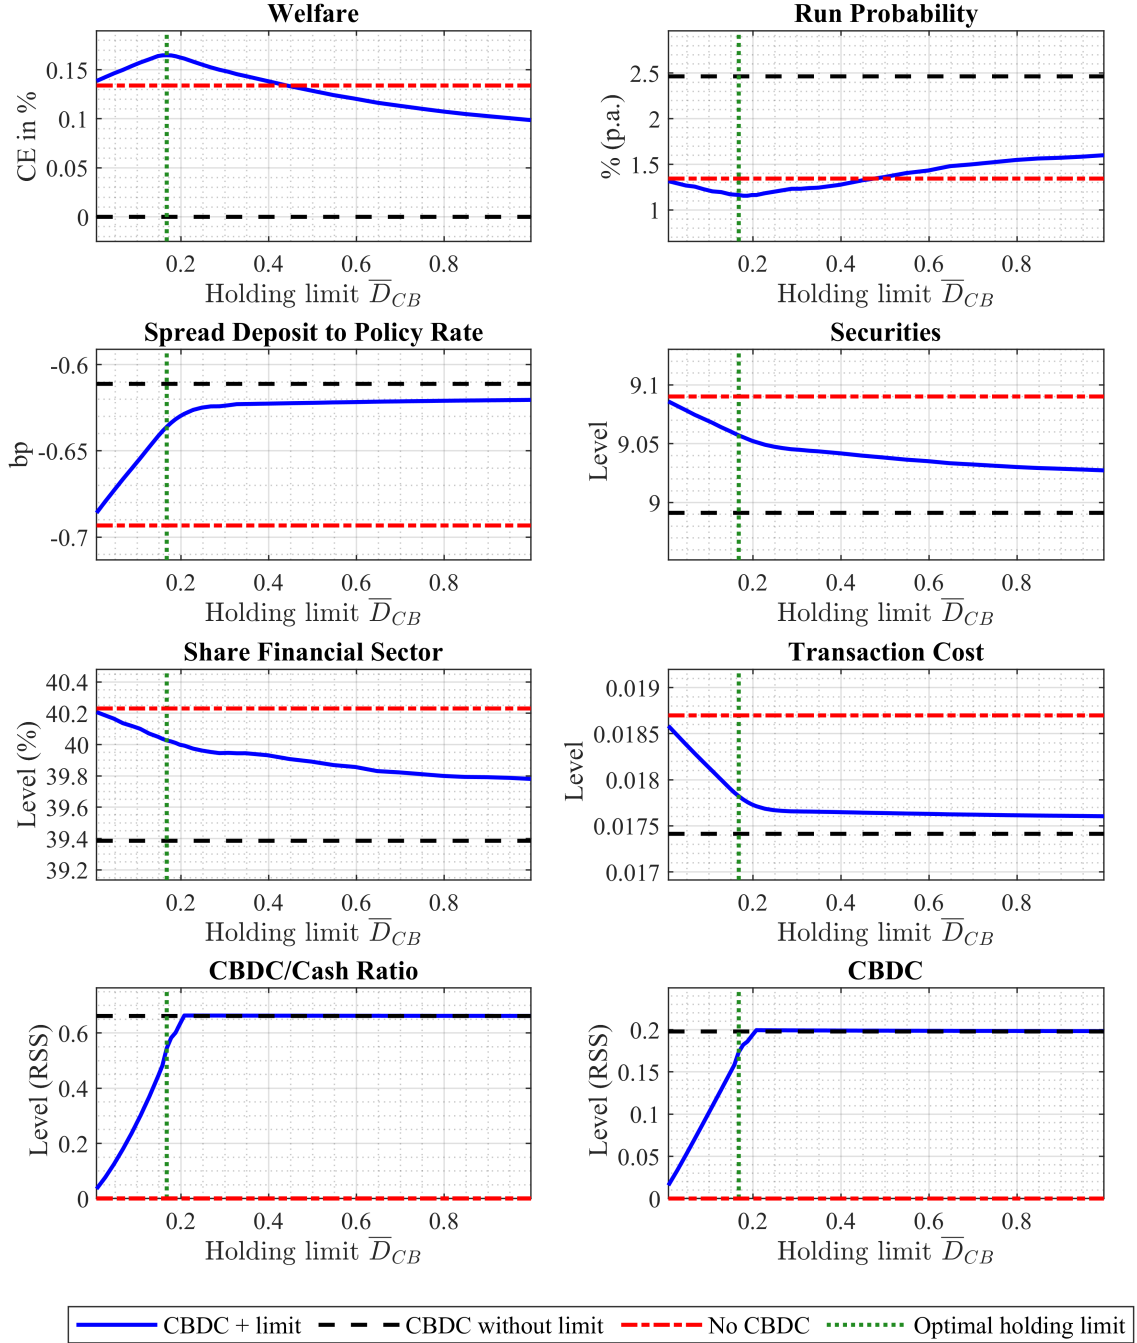 Welfare
CE in %
0.15
0.1
0.05
0
0.2 0.4 0.6 0.8
Holding limit D̅_CB
Run Probability
% (p.a.)
2.5
2
1.5
1
0.2 0.4 0.6 0.8
Holding limit D̅_CB
Spread Deposit to Policy Rate
bp
-0.6
-0.65
-0.7
0.2 0.4 0.6 0.8
Holding limit D̅_CB
Securities
Level
9.1
9.05
9
0.2 0.4 0.6 0.8
Holding limit D̅_CB
Share Financial Sector
Level (%)
40.4
40.2
40
39.8
39.6
39.4
39.2
0.2 0.4 0.6 0.8
Holding limit D̅_CB
Transaction Cost
Level
0.019
0.0185
0.018
0.0175
0.017
0.2 0.4 0.6 0.8
Holding limit D̅_CB
CBDC/Cash Ratio
Level (RSS)
0.6
0.4
0.2
0
0.2 0.4 0.6 0.8
Holding limit D̅_CB
CBDC
Level (RSS)
0.2
0.15
0.1
0.05
0
0.2 0.4 0.6 0.8
Holding limit D̅_CB
CBDC + limit CBDC without limit No CBDC Optimal holding limit